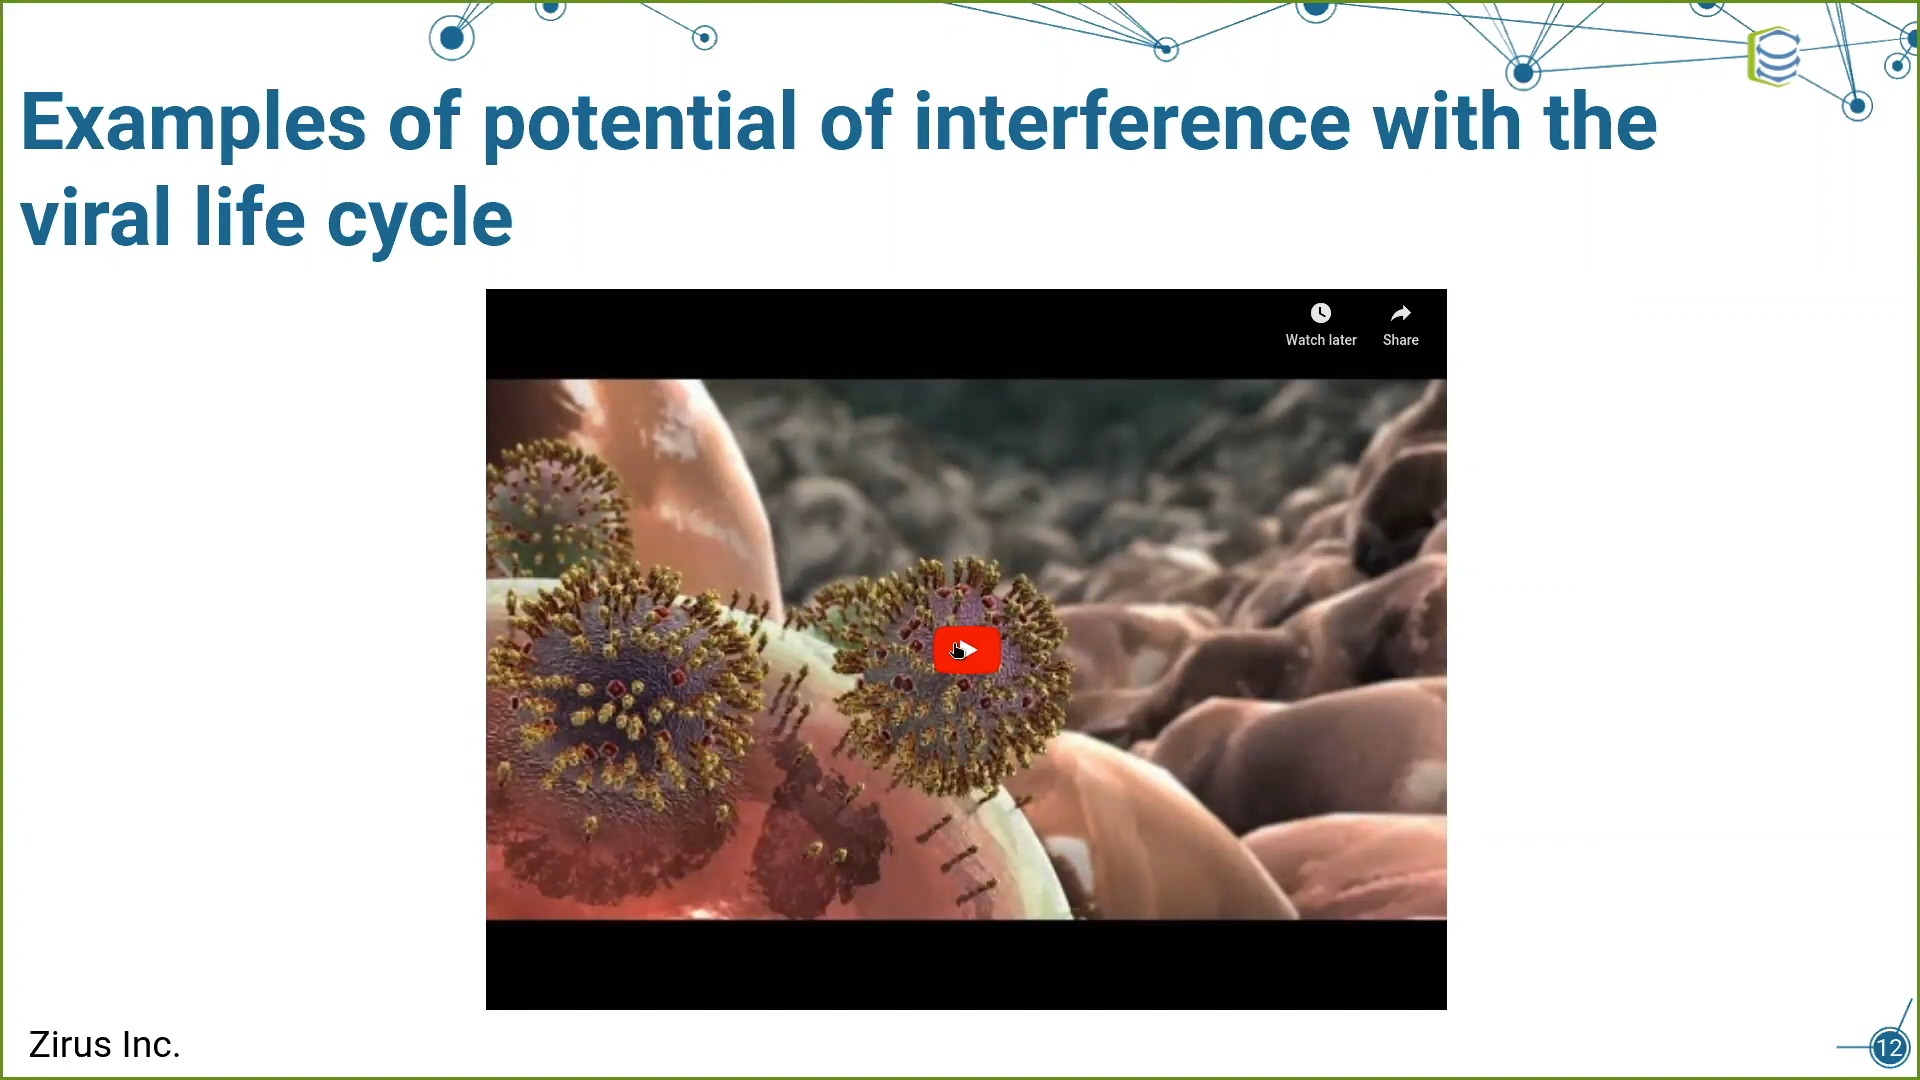 Examples of potential of interference with the
viral life cycle
Watch later
Share
Zirus Inc.
12